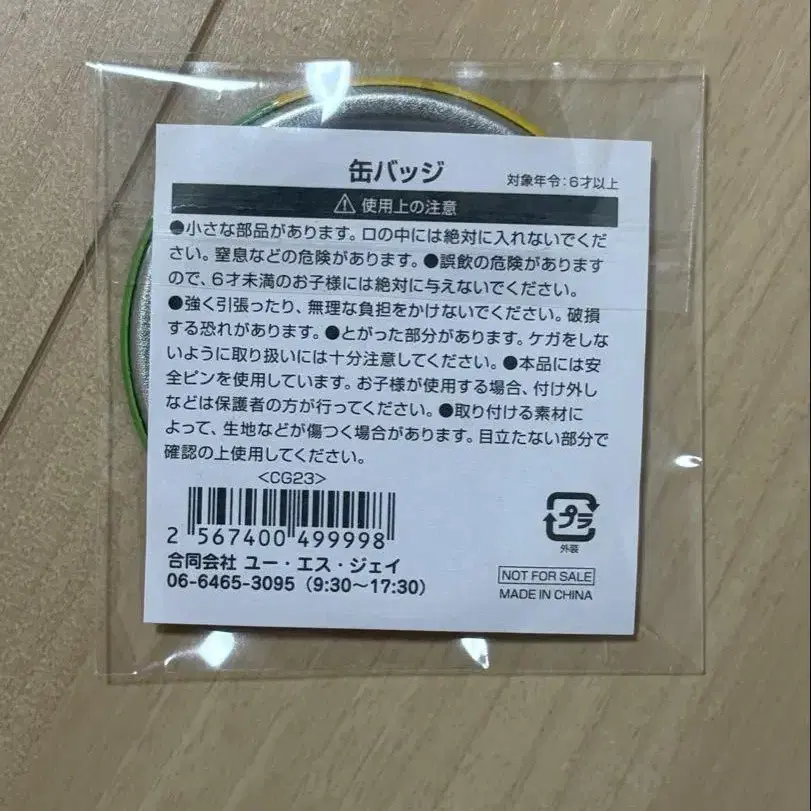 缶バッジ
対象年令:6才以上
⚠ 使用上の注意
●小さな部品があります。口の中には絶対に入れないでくだ
さい。窒息などの危険があります。●誤飲の危険があります
ので、6才未満のお子様には絶対に与えないでください。
●強く引張ったり、無理な負担をかけないでください。破損
する恐れがあります。●とがった部分があります。ケガをしな
いように取り扱いには十分注意してください。●本品には安
全ピンを使用しています。お子様が使用する場合、付け外し
などは保護者の方が行ってください。●取り付ける素材に
よって、生地などが傷つく場合があります。目立たない部分で
確認の上使用してください。
<CG23>
2 567400 499998
合同会社 ユー・エス・ジェイ
06-6465-3095（9:30～17:30）
プラ
外装
NOT FOR SALE
MADE IN CHINA